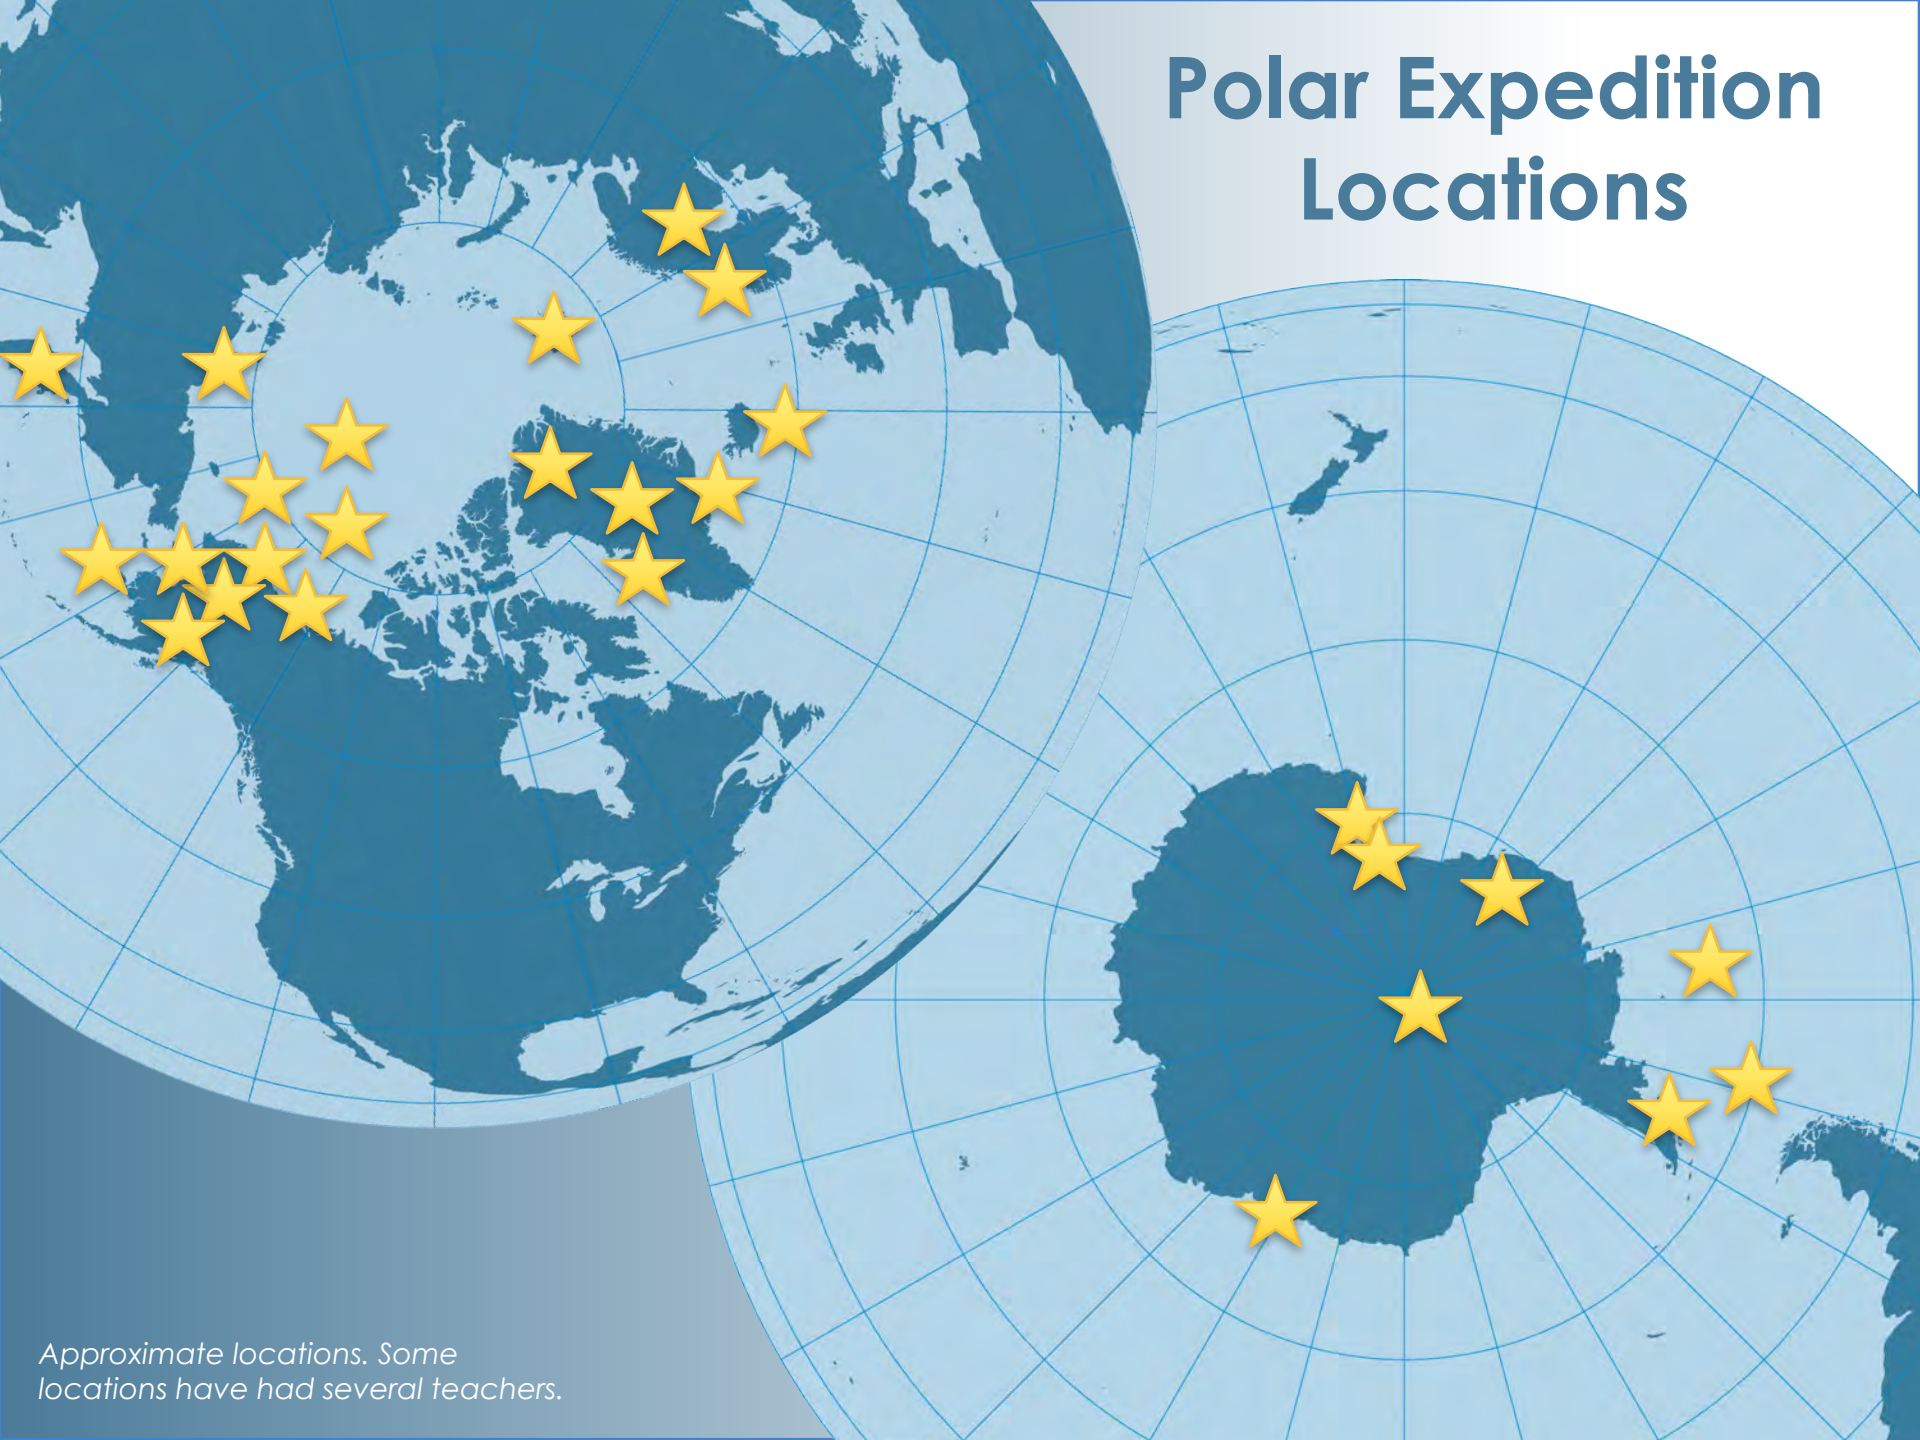 Polar Expedition
Locations
Approximate locations. Some
locations have had several teachers.